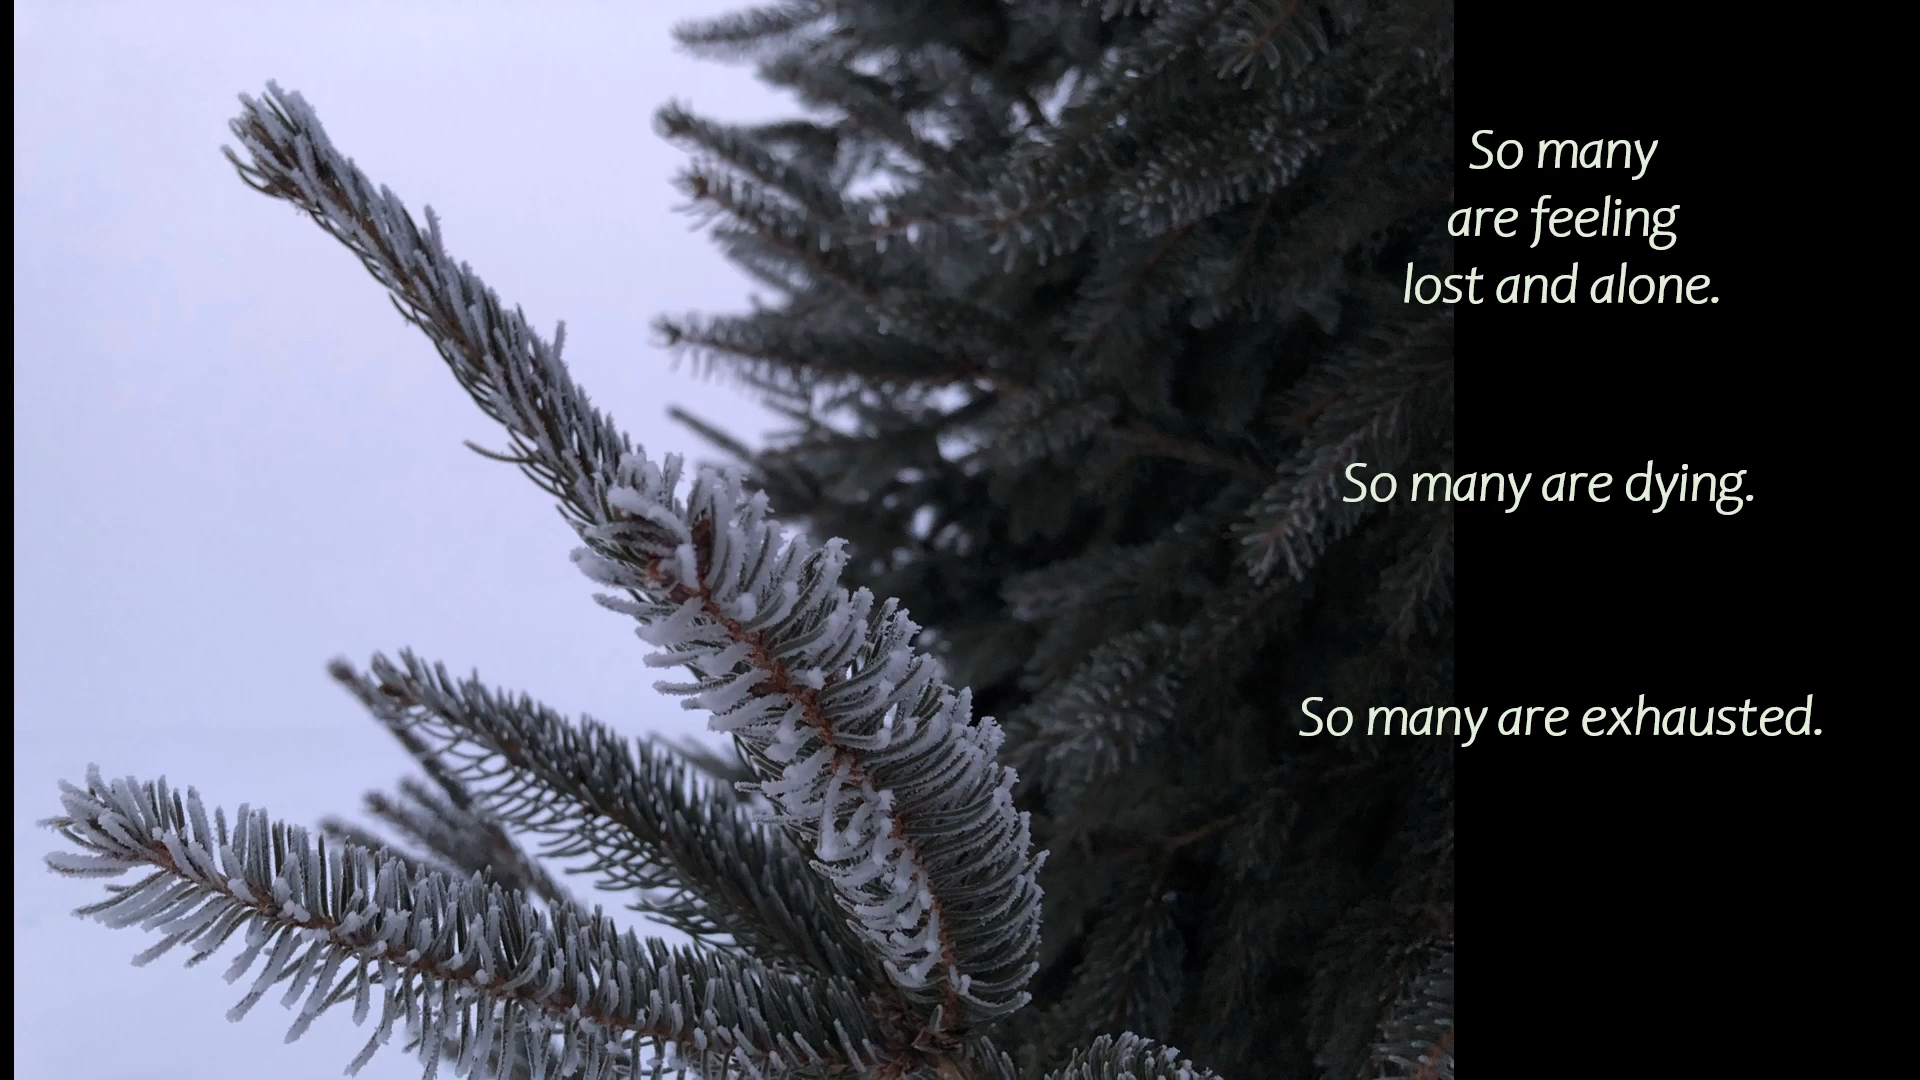 So many
are feeling
lost and alone.
So many are dying.
So many are exhausted.